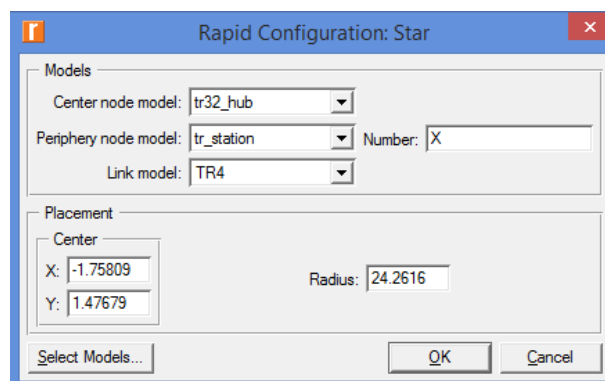 Rapid Configuration: Star
Models
Center node model: tr32_hub
Periphery node model: tr_station Number: X
Link model: TR4
Placement
Center
X: -1.75809
Radius: 24.2616
Y: 1.47679
Select Models... OK Cancel